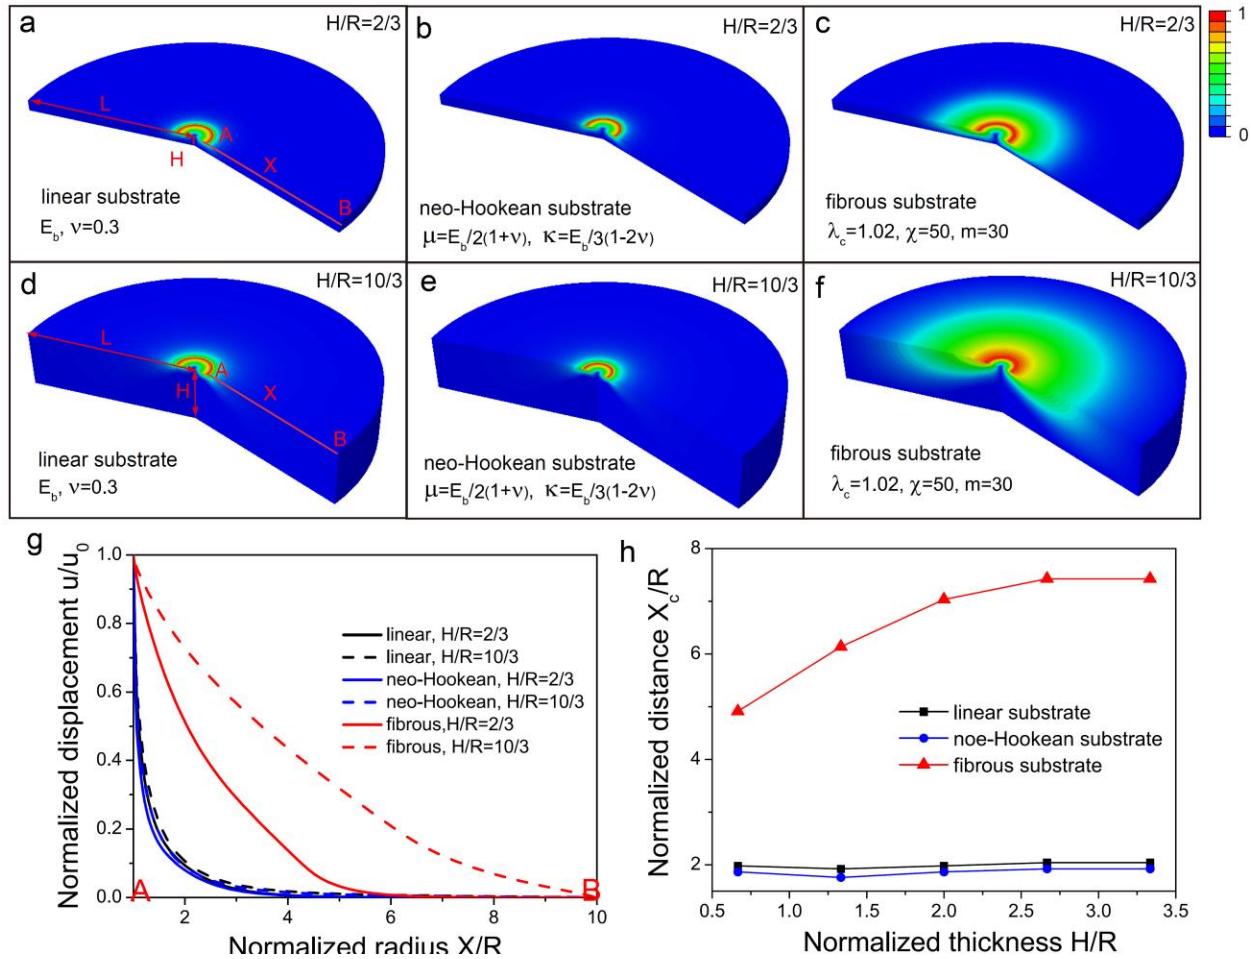 a
H/R=2/3
L
A
H
X
B
linear substrate
E_b, ν=0.3
b
H/R=2/3
neo-Hookean substrate
μ=E_b/2(1+ν), κ=E_b/3(1-2ν)
c
H/R=2/3
fibrous substrate
λ_c=1.02, χ=50, m=30
1
0
d
H/R=10/3
L
A
H
X
B
linear substrate
E_b, ν=0.3
e
H/R=10/3
neo-Hookean substrate
μ=E_b/2(1+ν), κ=E_b/3(1-2ν)
f
H/R=10/3
fibrous substrate
λ_c=1.02, χ=50, m=30
g
Normalized displacement u/u_0
1.0
0.8
0.6
0.4
0.2
0.0
linear, H/R=2/3
linear, H/R=10/3
neo-Hookean, H/R=2/3
neo-Hookean, H/R=10/3
fibrous,H/R=2/3
fibrous, H/R=10/3
A
B
2 4 6 8 10
Normalized radius X/R
h
Normalized distance X_c/R
8
6
4
2
linear substrate
noe-Hookean substrate
fibrous substrate
0.5 1.0 1.5 2.0 2.5 3.0 3.5
Normalized thickness H/R